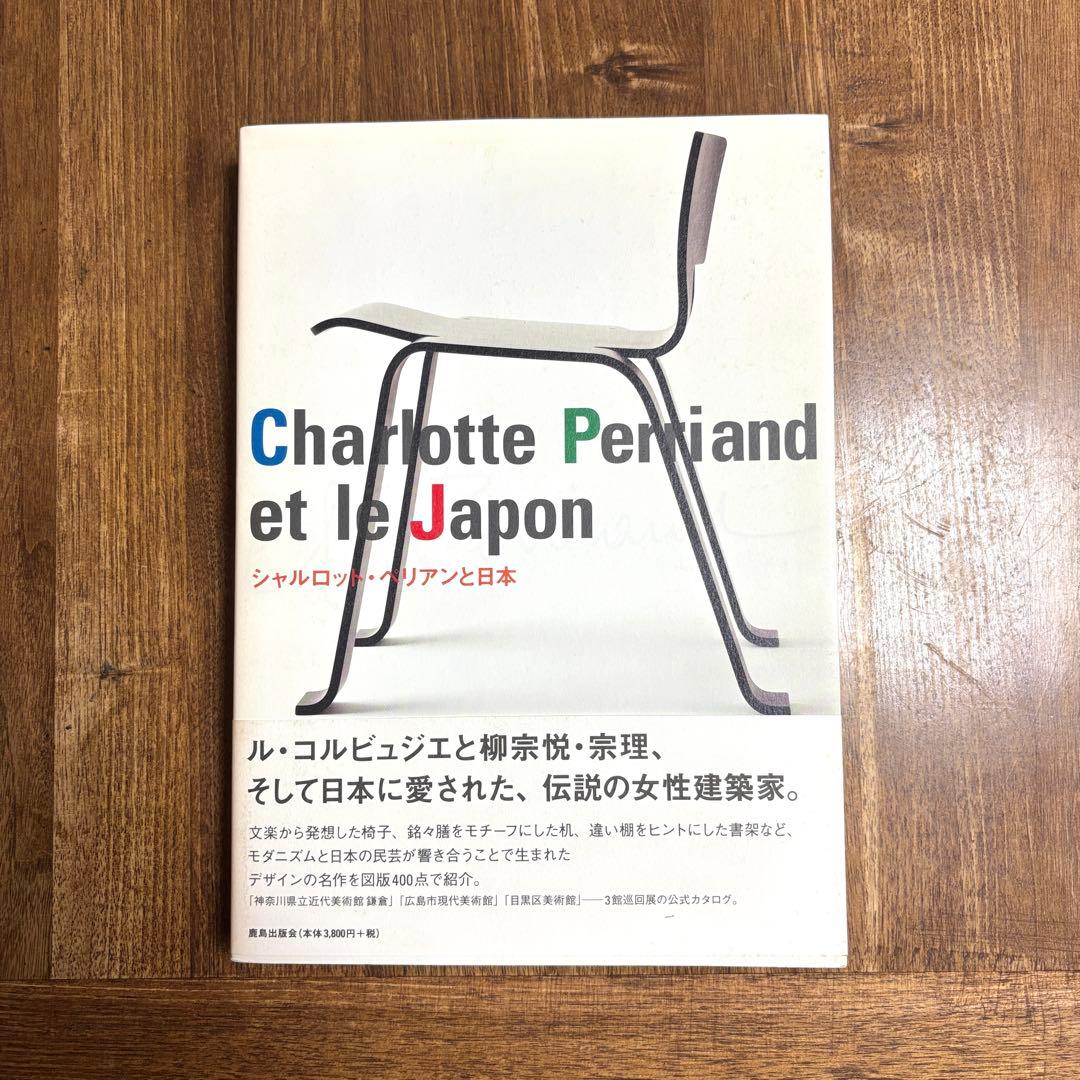 Charlotte Perriand
et le Japon
シャルロット・ペリアンと日本
ル・コルビュジエと柳宗悦・宗理、
そして日本に愛された、伝説の女性建築家。
文楽から発想した椅子、銘々膳をモチーフにした机、違い棚をヒントにした書架など、
モダニズムと日本の民芸が響き合うことで生まれた
デザインの名作を図版400点で紹介。
「神奈川県立近代美術館 鎌倉」「広島市現代美術館」「目黒区美術館」──3館巡回展の公式カタログ。
鹿島出版会(本体3,800円+税)